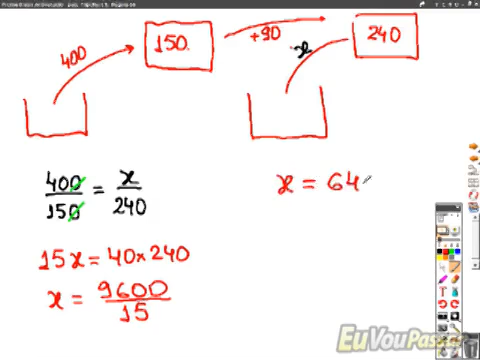 400
150
+90
x
240
400/150 = x/240
x = 64
15x = 40 × 240
x = 9600/15
EuVouPassar